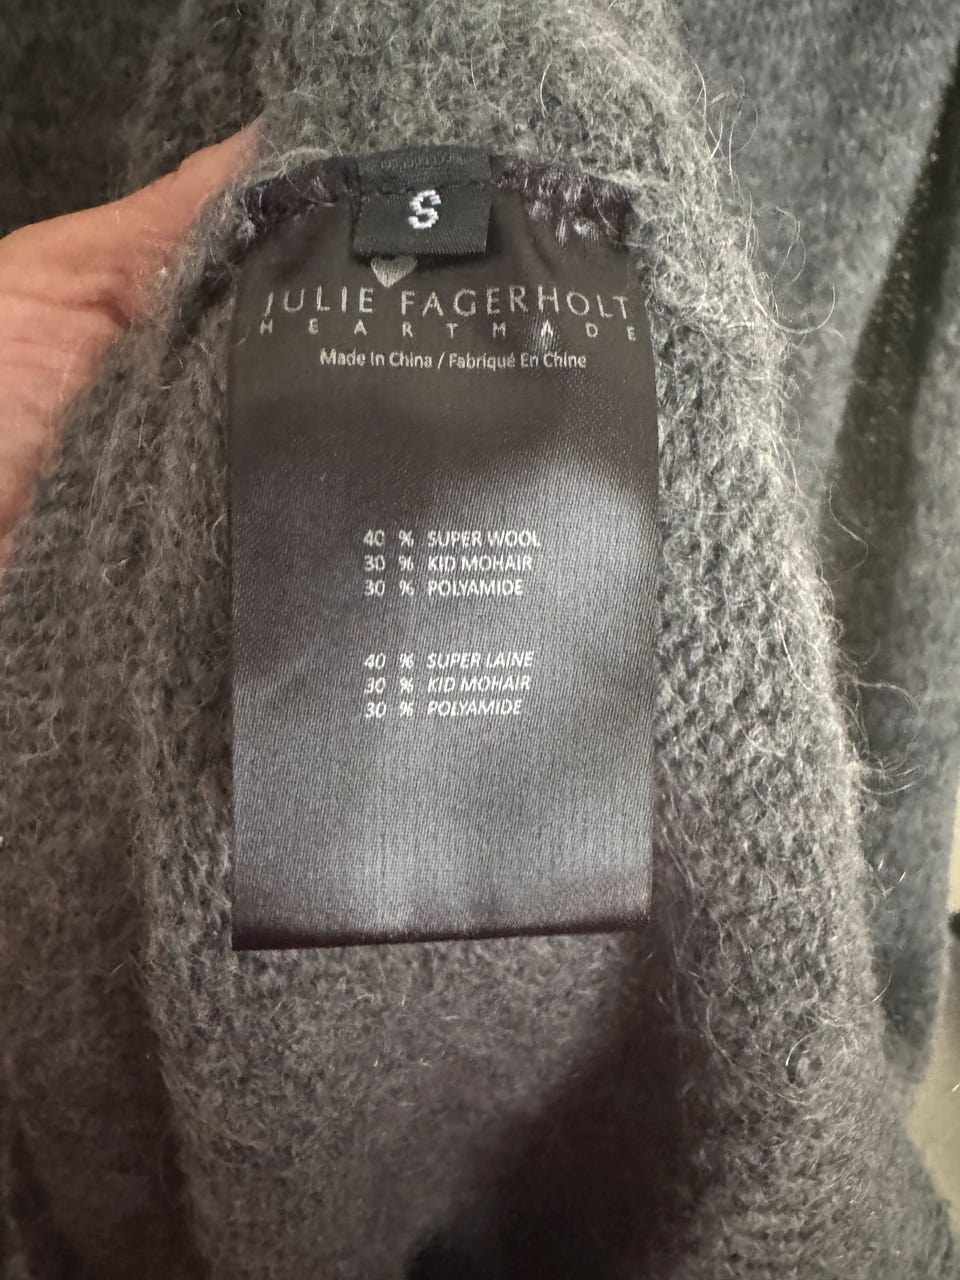 S
JULIE FAGERHOLT
HEARTMADE
Made In China / Fabriqué En Chine
40 % SUPER WOOL
30 % KID MOHAIR
30 % POLYAMIDE
40 % SUPER LAINE
30 % KID MOHAIR
30 % POLYAMIDE